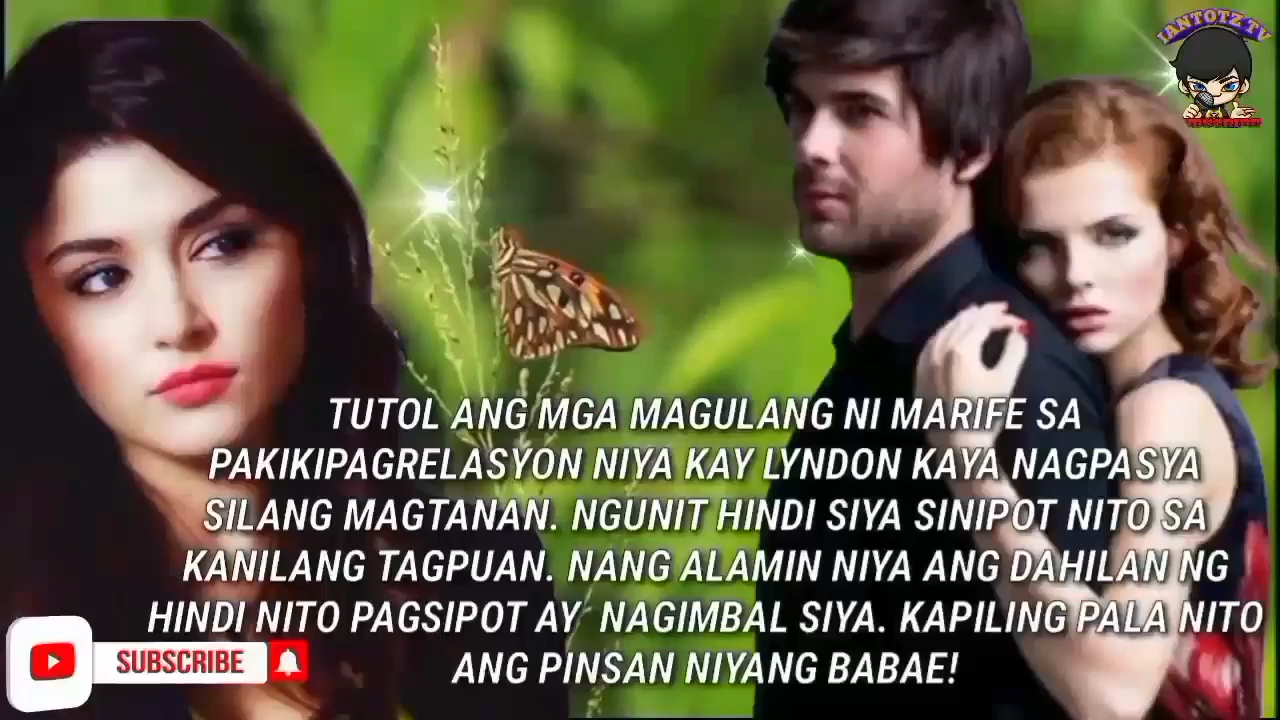 IANTOTZ TV
TUTOL ANG MGA MAGULANG NI MARIFE SA
PAKIKIPAGRELASYON NIYA KAY LYNDON KAYA NAGPASYA
SILANG MAGTANAN. NGUNIT HINDI SIYA SINIPOT NITO SA
KANILANG TAGPUAN. NANG ALAMIN NIYA ANG DAHILAN NG
HINDI NITO PAGSIPOT AY NAGIMBAL SIYA. KAPILING PALA NITO
ANG PINSAN NIYANG BABAE!
SUBSCRIBE